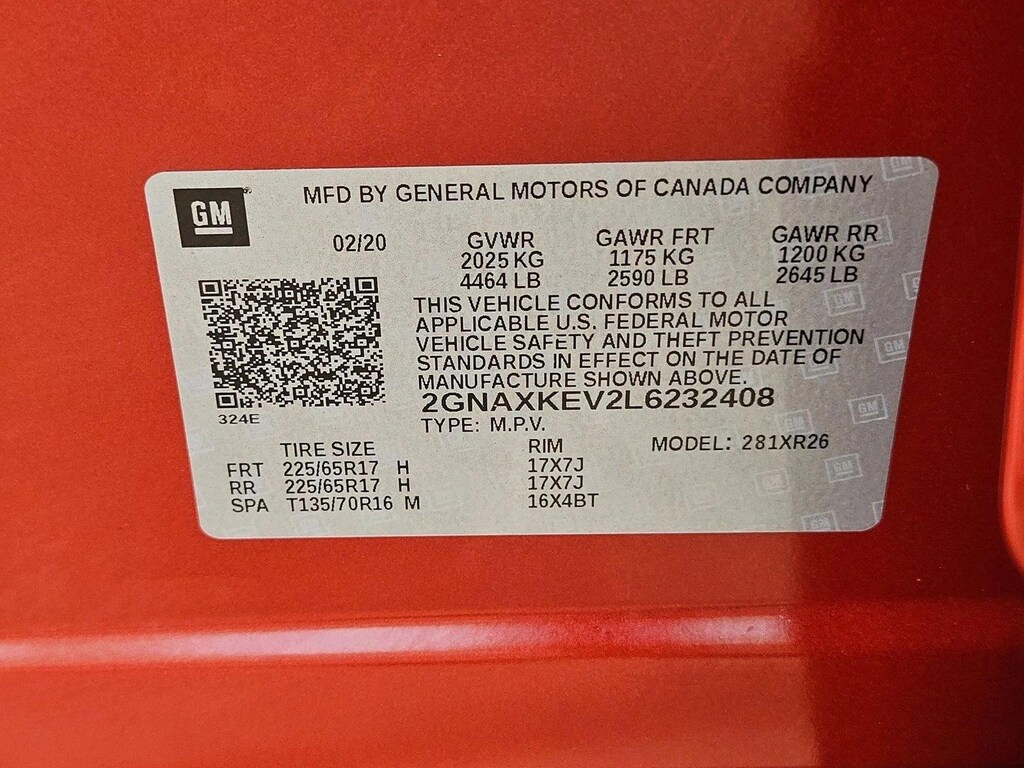 GM
MFD BY GENERAL MOTORS OF CANADA COMPANY
02/20 GVWR GAWR FRT GAWR RR
2025 KG 1175 KG 1200 KG
4464 LB 2590 LB 2645 LB
THIS VEHICLE CONFORMS TO ALL
APPLICABLE U.S. FEDERAL MOTOR
VEHICLE SAFETY AND THEFT PREVENTION
STANDARDS IN EFFECT ON THE DATE OF
MANUFACTURE SHOWN ABOVE.
2GNAXKEV2L6232408
324E
TYPE: M.P.V.
TIRE SIZE RIM MODEL: 281XR26
FRT 225/65R17 H 17X7J
RR 225/65R17 H 17X7J
SPA T135/70R16 M 16X4BT